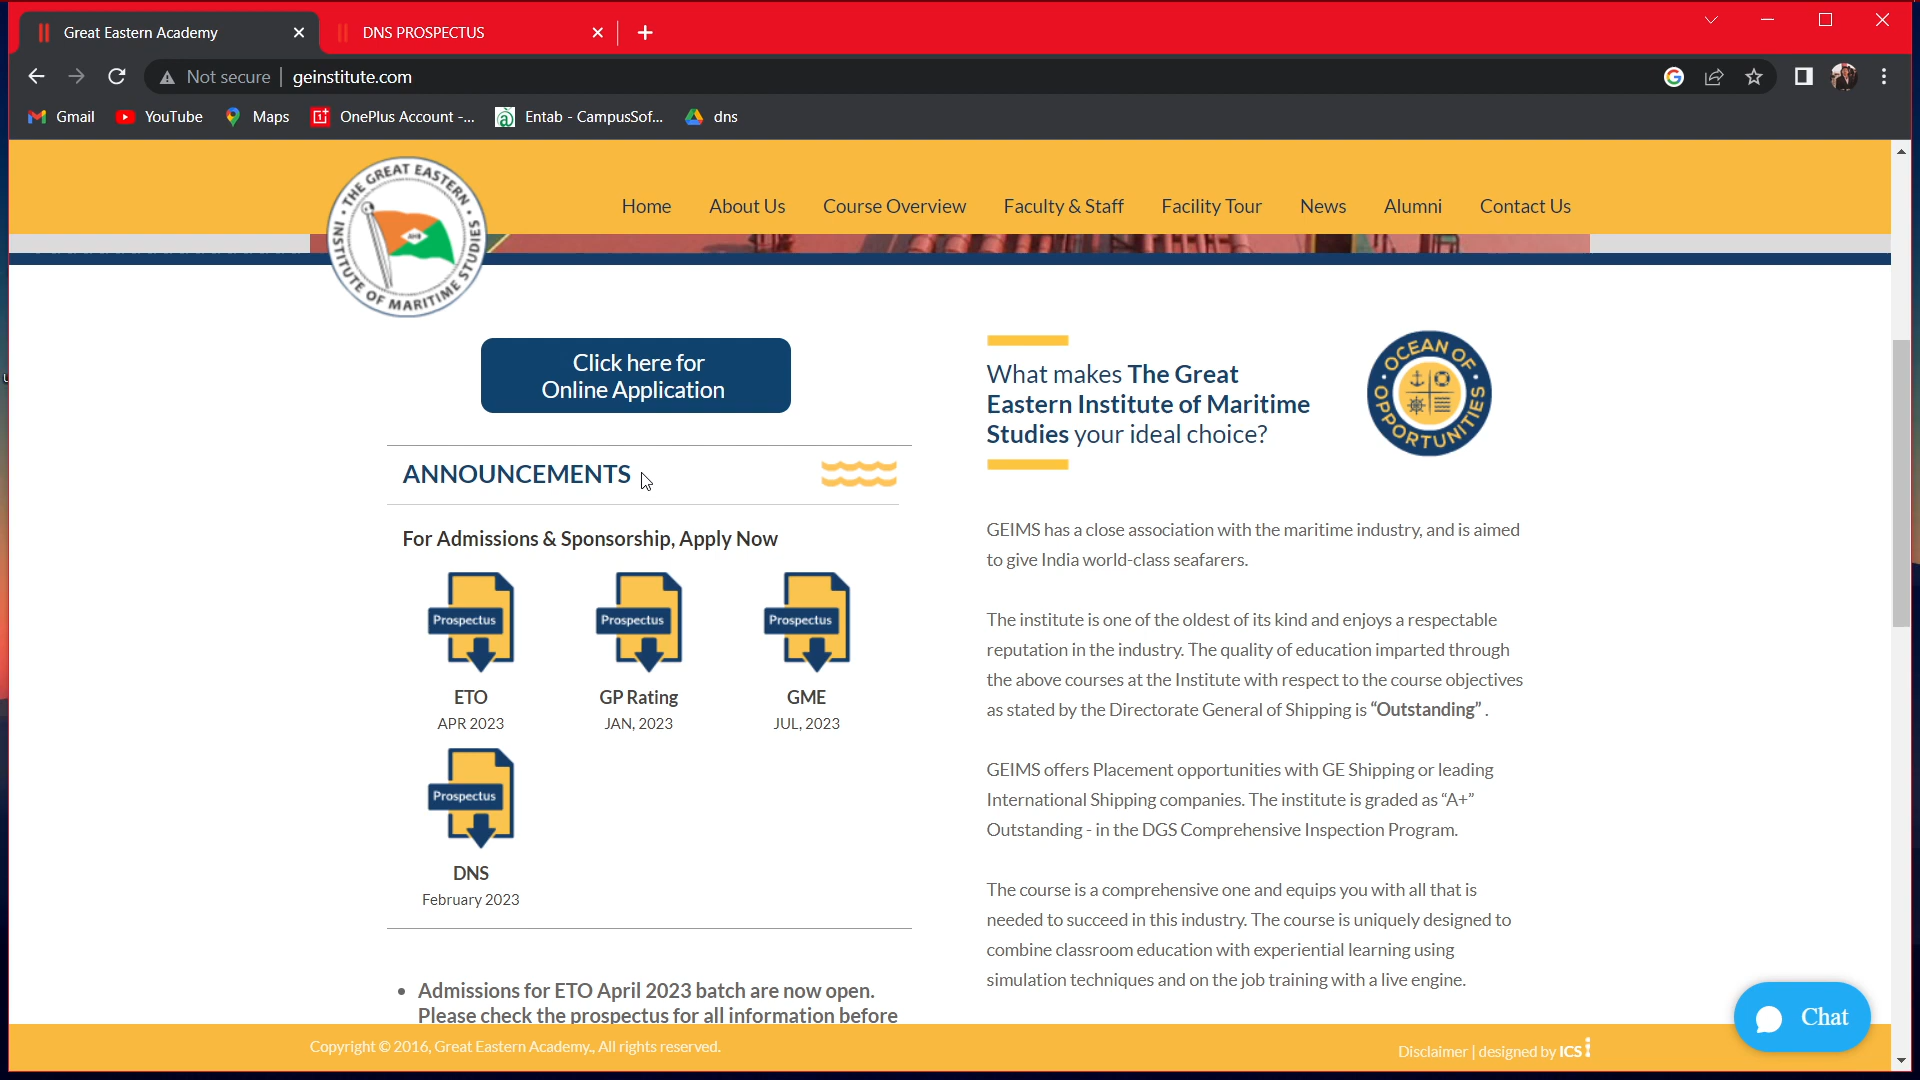 Great Eastern Academy
DNS PROSPECTUS
Not secure
geinstitute.com
Gmail
YouTube
Maps
OnePlus Account -...
Entab - CampusSof...
dns
THE GREAT EASTERN
INSTITUTE OF MARITIME STUDIES
Home
About Us
Course Overview
Faculty & Staff
Facility Tour
News
Alumni
Contact Us
Click here for
Online Application
ANNOUNCEMENTS
For Admissions & Sponsorship, Apply Now
Prospectus
ETO
APR 2023
Prospectus
GP Rating
JAN, 2023
Prospectus
GME
JUL, 2023
Prospectus
DNS
February 2023
• Admissions for ETO April 2023 batch are now open.
Please check the prospectus for all information before
What makes The Great
Eastern Institute of Maritime
Studies your ideal choice?
OCEAN OF
OPPORTUNITIES
GEIMS has a close association with the maritime industry, and is aimed
to give India world-class seafarers.
The institute is one of the oldest of its kind and enjoys a respectable
reputation in the industry. The quality of education imparted through
the above courses at the Institute with respect to the course objectives
as stated by the Directorate General of Shipping is “Outstanding” .
GEIMS offers Placement opportunities with GE Shipping or leading
International Shipping companies. The institute is graded as “A+”
Outstanding - in the DGS Comprehensive Inspection Program.
The course is a comprehensive one and equips you with all that is
needed to succeed in this industry. The course is uniquely designed to
combine classroom education with experiential learning using
simulation techniques and on the job training with a live engine.
Chat
Copyright © 2016, Great Eastern Academy., All rights reserved.
Disclaimer | designed by ICS